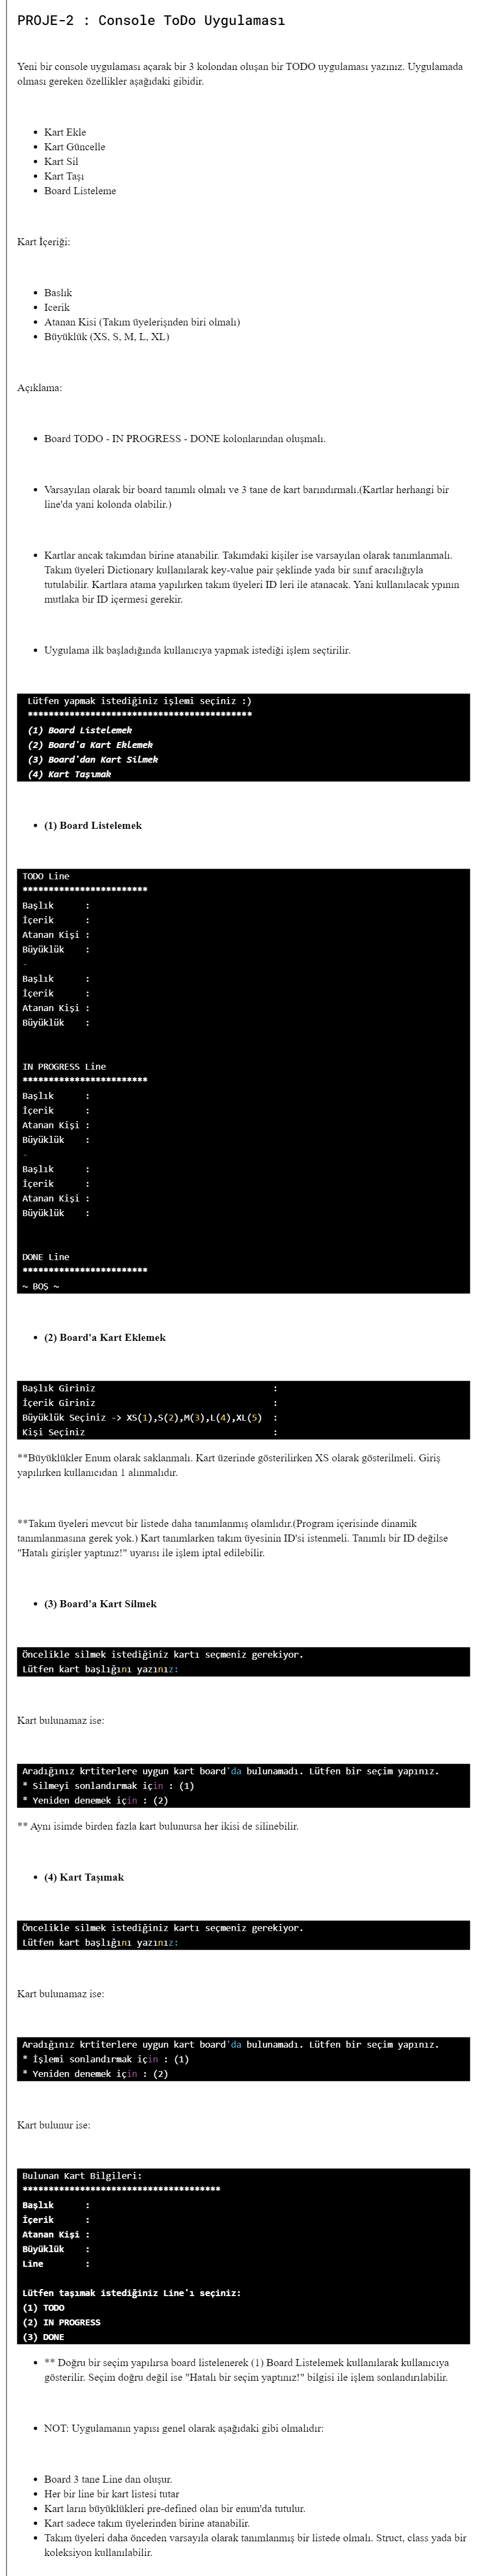 PROJE-2 : Console ToDo Uygulaması
Yeni bir console uygulaması açarak bir 3 kolondan oluşan bir TODO uygulaması yazınız. Uygulamada
olması gereken özellikler aşağıdaki gibidir.
• Kart Ekle
• Kart Güncelle
• Kart Sil
• Kart Taşı
• Board Listeleme
Kart İçeriği:
• Baslık
• Icerik
• Atanan Kisi (Takım üyelerişnden biri olmalı)
• Büyüklük (XS, S, M, L, XL)
Açıklama:
• Board TODO - IN PROGRESS - DONE kolonlarından oluşmalı.
• Varsayılan olarak bir board tanımlı olmalı ve 3 tane de kart barındırmalı.(Kartlar herhangi bir
line'da yani kolonda olabilir.)
• Kartlar ancak takımdan birine atanabilir. Takımdaki kişiler ise varsayılan olarak tanımlanmalı.
Takım üyeleri Dictionary kullanılarak key-value pair şeklinde yada bir sınıf aracılığıyla
tutulabilir. Kartlara atama yapılırken takım üyeleri ID leri ile atanacak. Yani kullanılacak ypının
mutlaka bir ID içermesi gerekir.
• Uygulama ilk başladığında kullanıcıya yapmak istediği işlem seçtirilir.
Lütfen yapmak istediğiniz işlemi seçiniz :)
*******************************************
(1) Board Listelemek
(2) Board'a Kart Eklemek
(3) Board'dan Kart Silmek
(4) Kart Taşımak
• (1) Board Listelemek
TODO Line
************************
Başlık :
İçerik :
Atanan Kişi :
Büyüklük :
-
Başlık :
İçerik :
Atanan Kişi :
Büyüklük :
IN PROGRESS Line
************************
Başlık :
İçerik :
Atanan Kişi :
Büyüklük :
-
Başlık :
İçerik :
Atanan Kişi :
Büyüklük :
DONE Line
************************
~ BOŞ ~
• (2) Board'a Kart Eklemek
Başlık Giriniz :
İçerik Giriniz :
Büyüklük Seçiniz -> XS(1),S(2),M(3),L(4),XL(5) :
Kişi Seçiniz :
**Büyüklükler Enum olarak saklanmalı. Kart üzerinde gösterilirken XS olarak gösterilmeli. Giriş
yapılırken kullanıcıdan 1 alınmalıdır.
**Takım üyeleri mevcut bir listede daha tanımlanmış olamlıdır.(Program içerisinde dinamik
tanımlanmasına gerek yok.) Kart tanımlarken takım üyesinin ID'si istenmeli. Tanımlı bir ID değilse
"Hatalı girişler yaptınız!" uyarısı ile işlem iptal edilebilir.
• (3) Board'a Kart Silmek
Öncelikle silmek istediğiniz kartı seçmeniz gerekiyor.
Lütfen kart başlığını yazınız:
Kart bulunamaz ise:
Aradığınız krtiterlere uygun kart board'da bulunamadı. Lütfen bir seçim yapınız.
* Silmeyi sonlandırmak için : (1)
* Yeniden denemek için : (2)
** Aynı isimde birden fazla kart bulunursa her ikisi de silinebilir.
• (4) Kart Taşımak
Öncelikle silmek istediğiniz kartı seçmeniz gerekiyor.
Lütfen kart başlığını yazınız:
Kart bulunamaz ise:
Aradığınız krtiterlere uygun kart board'da bulunamadı. Lütfen bir seçim yapınız.
* İşlemi sonlandırmak için : (1)
* Yeniden denemek için : (2)
Kart bulunur ise:
Bulunan Kart Bilgileri:
**************************************
Başlık :
İçerik :
Atanan Kişi :
Büyüklük :
Line :
Lütfen taşımak istediğiniz Line'ı seçiniz:
(1) TODO
(2) IN PROGRESS
(3) DONE
• ** Doğru bir seçim yapılırsa board listelenerek (1) Board Listelemek kullanılarak kullanıcıya
gösterilir. Seçim doğru değil ise "Hatalı bir seçim yaptınız!" bilgisi ile işlem sonlandırılabilir.
• NOT: Uygulamanın yapısı genel olarak aşağıdaki gibi olmalıdır:
• Board 3 tane Line dan oluşur.
• Her bir line bir kart listesi tutar
• Kart ların büyüklükleri pre-defined olan bir enum'da tutulur.
• Kart sadece takım üyelerinden birine atanabilir.
• Takım üyeleri daha önceden varsayıla olarak tanımlanmış bir listede olmalı. Struct, class yada bir
koleksiyon kullanılabilir.